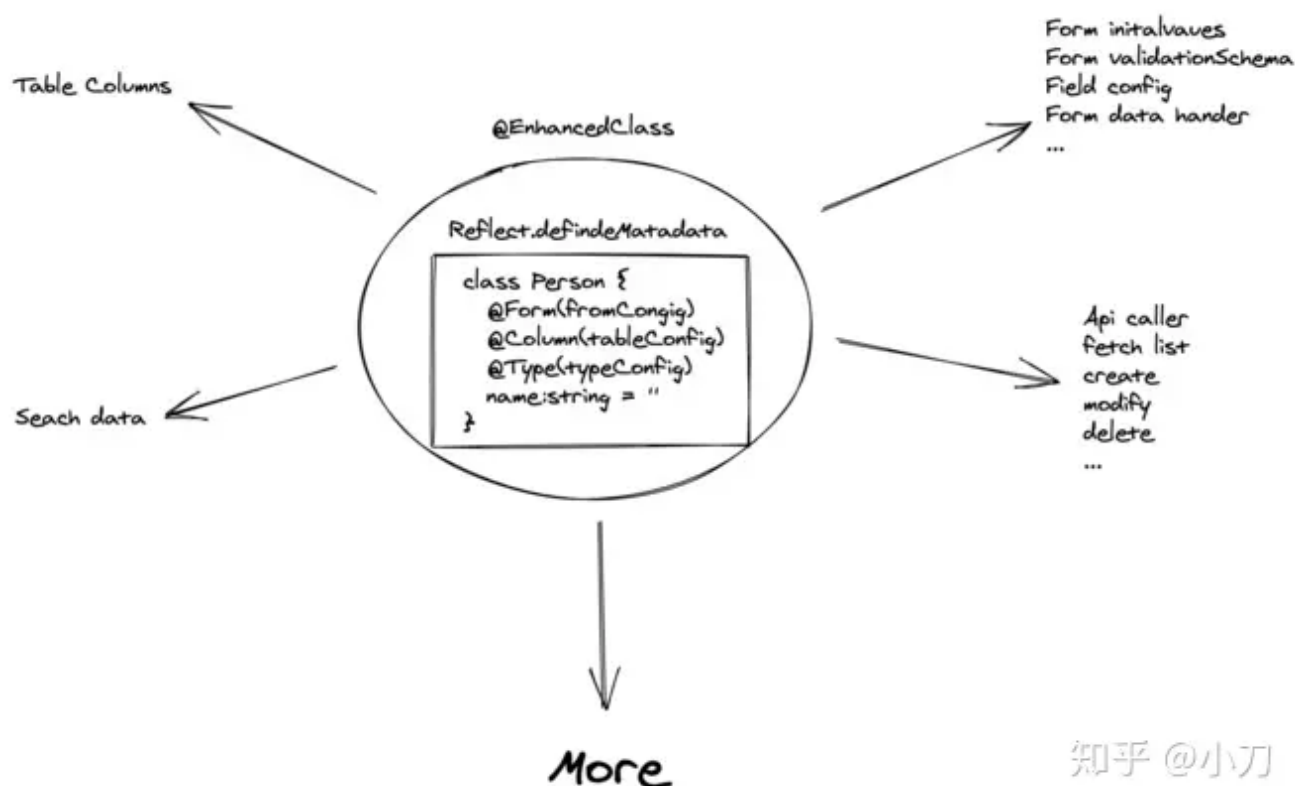 Table Columns
@EnhancedClass
Form initalvaues
Form validationSchema
Field config
Form data hander
...
Reflect.defindeMatadata
class Person {
@Form(fromCongig)
@Column(tableConfig)
@Type(typeConfig)
name:string = ''
}
Seach data
Api caller
fetch list
create
modify
delete
...
More
知乎 @小刀